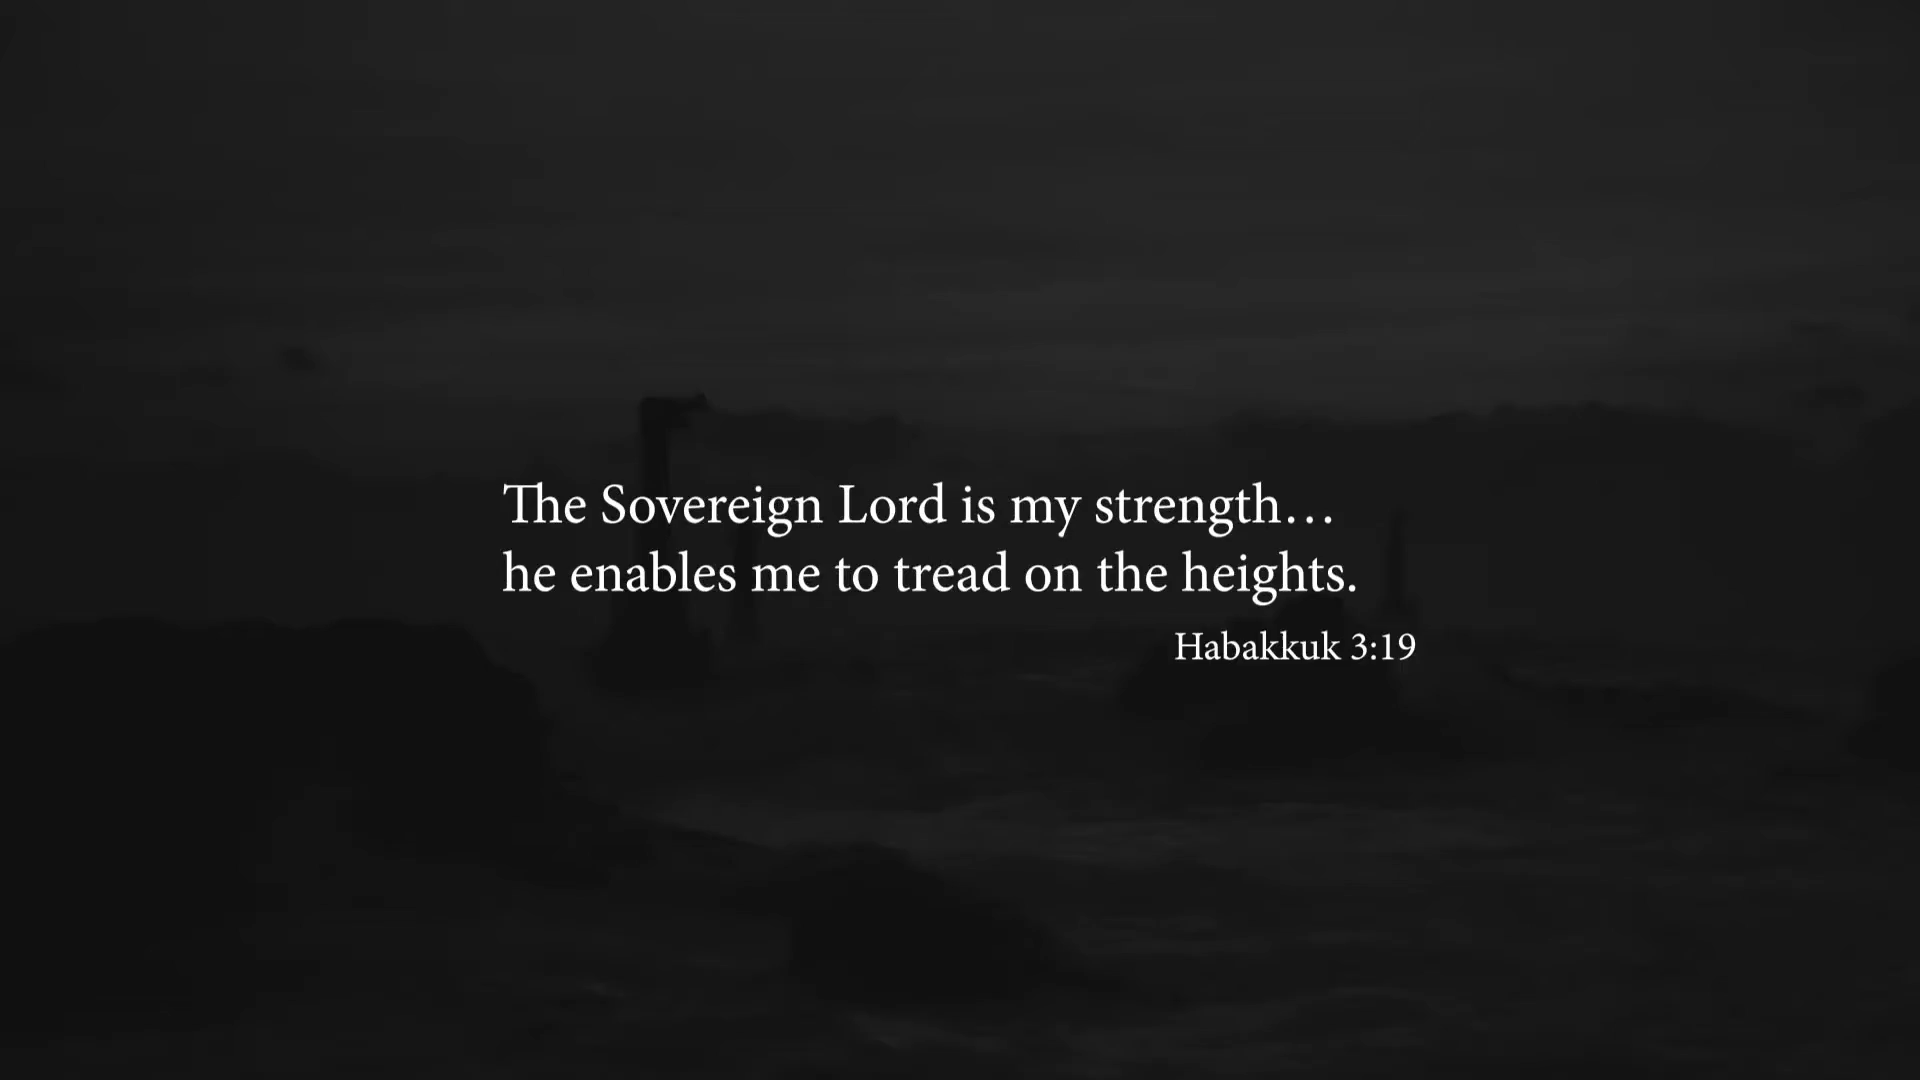 The Sovereign Lord is my strength…
he enables me to tread on the heights.
Habakkuk 3:19